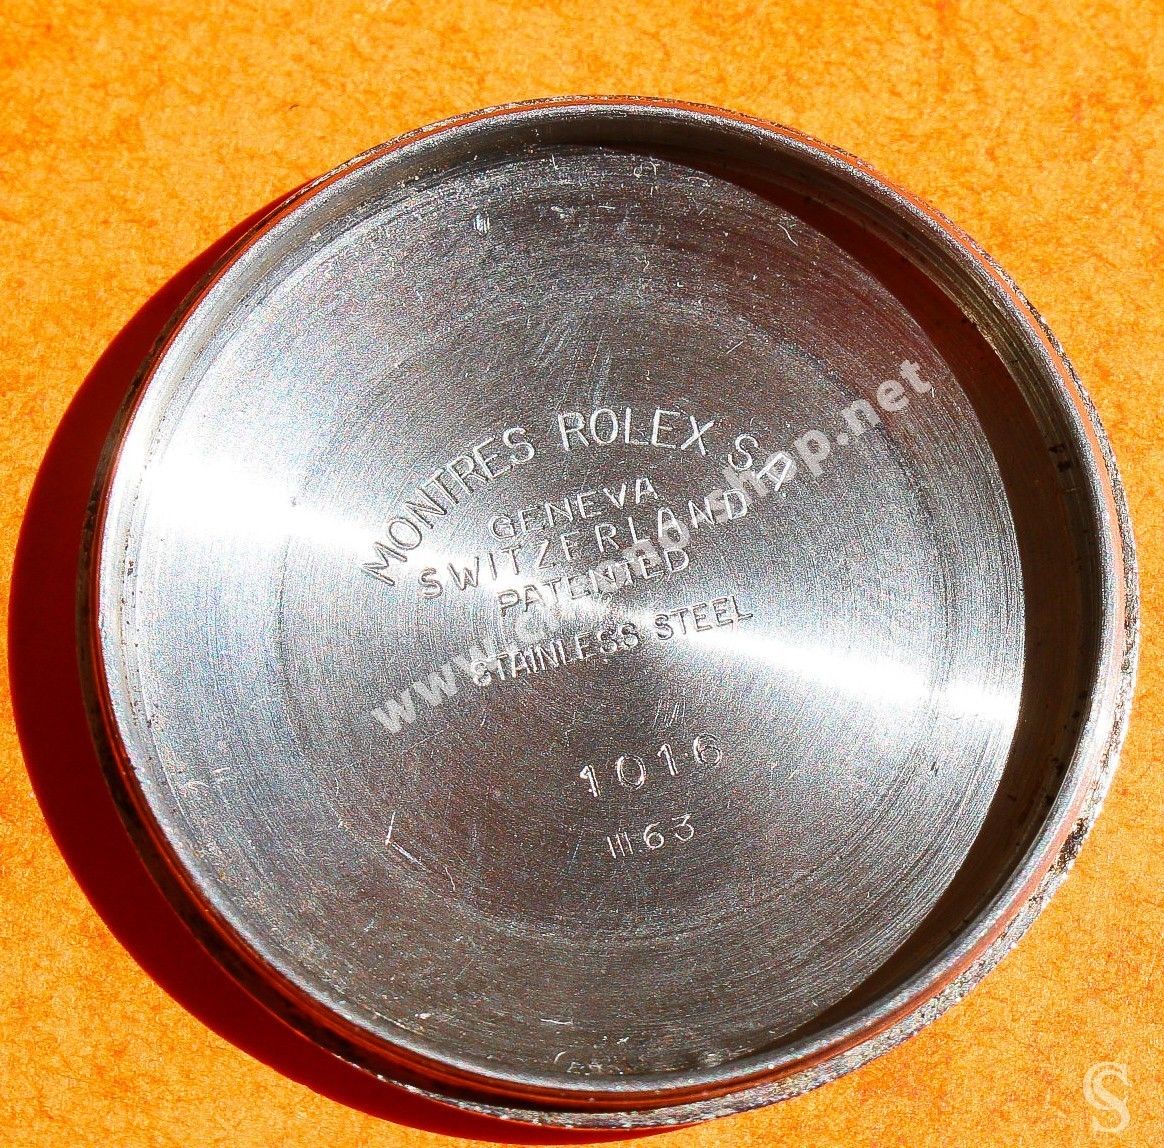 MONTRES ROLEX S.A
GENEVA
SWITZERLAND
PATENTED
STAINLESS STEEL
1016
III 63